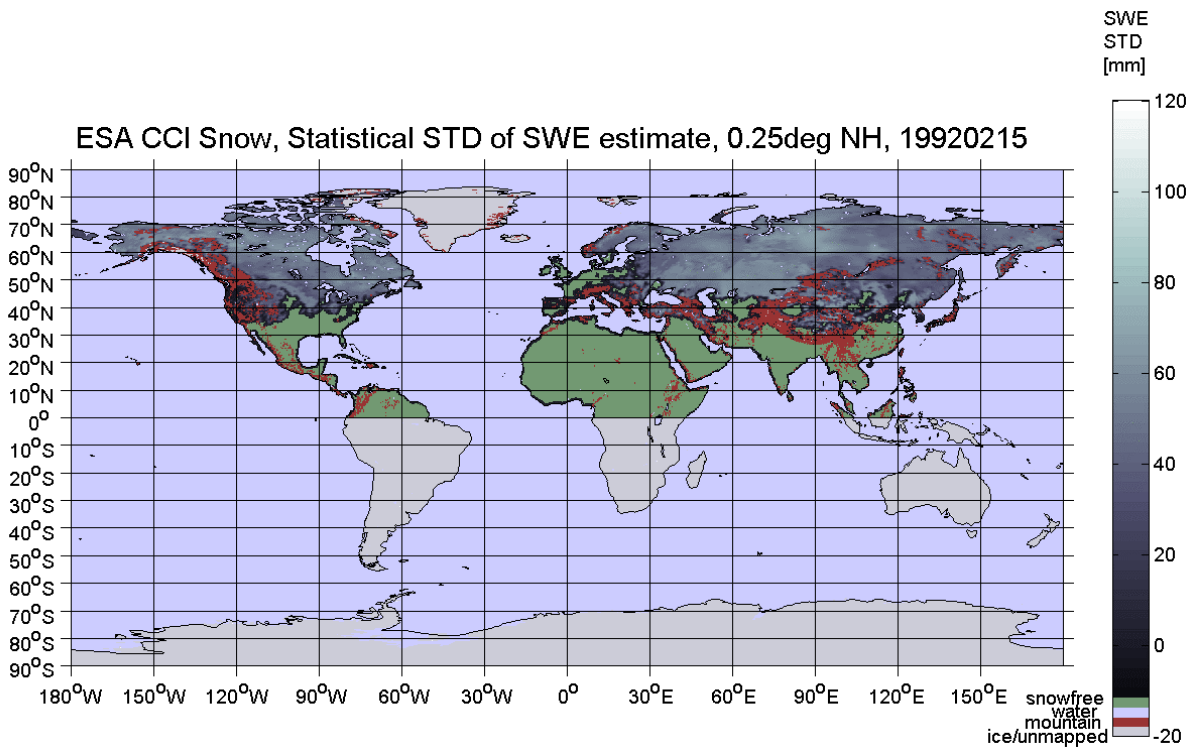 SWE
STD
[mm]
ESA CCI Snow, Statistical STD of SWE estimate, 0.25deg NH, 19920215
120
100
80
60
40
20
0
-20
90°N
80°N
70°N
60°N
50°N
40°N
30°N
20°N
10°N
0°
10°S
20°S
30°S
40°S
50°S
60°S
70°S
80°S
90°S
180°W 150°W 120°W 90°W 60°W 30°W 0° 30°E 60°E 90°E 120°E 150°E
snowfree
water
mountain
ice/unmapped